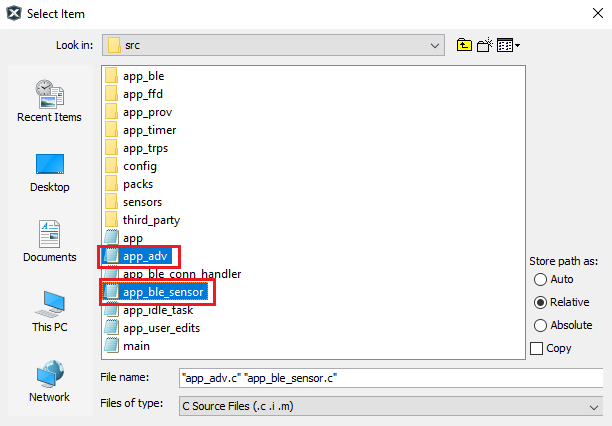 Select Item
Look in: src
Recent Items
Desktop
Documents
This PC
Network
app_ble
app_ffd
app_prov
app_timer
app_trps
config
packs
sensors
third_party
app
app_adv
app_ble_conn_handler
app_ble_sensor
app_idle_task
app_user_edits
main
Store path as:
Auto
Relative
Absolute
Copy
File name: "app_adv.c" "app_ble_sensor.c"
Files of type: C Source Files (.c .i .m)